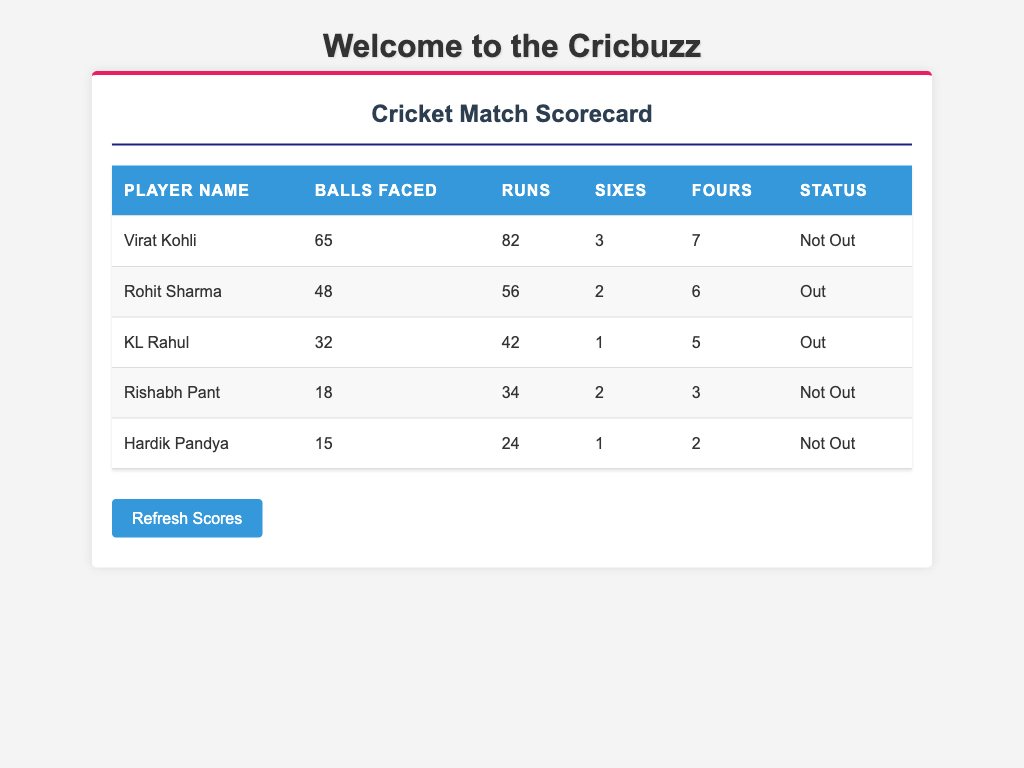 Welcome to the Cricbuzz
Cricket Match Scorecard
PLAYER NAME BALLS FACED RUNS SIXES FOURS STATUS
Virat Kohli 65 82 3 7 Not Out
Rohit Sharma 48 56 2 6 Out
KL Rahul 32 42 1 5 Out
Rishabh Pant 18 34 2 3 Not Out
Hardik Pandya 15 24 1 2 Not Out
Refresh Scores